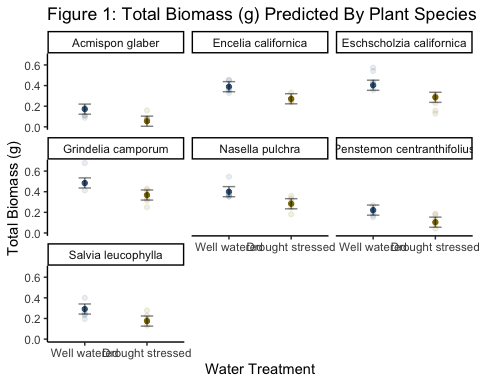 Figure 1: Total Biomass (g) Predicted By Plant Species
Acmispon glaber
Encelia californica
Eschscholzia californica
0.6
0.4
0.2
0.0
Grindelia camporum
Nasella pulchra
Penstemon centranthifolius
0.6
0.4
0.2
0.0
Well watered
Drought stressed
Well watered
Drought stressed
Salvia leucophylla
0.6
0.4
0.2
0.0
Well watered
Drought stressed
Total Biomass (g)
Water Treatment